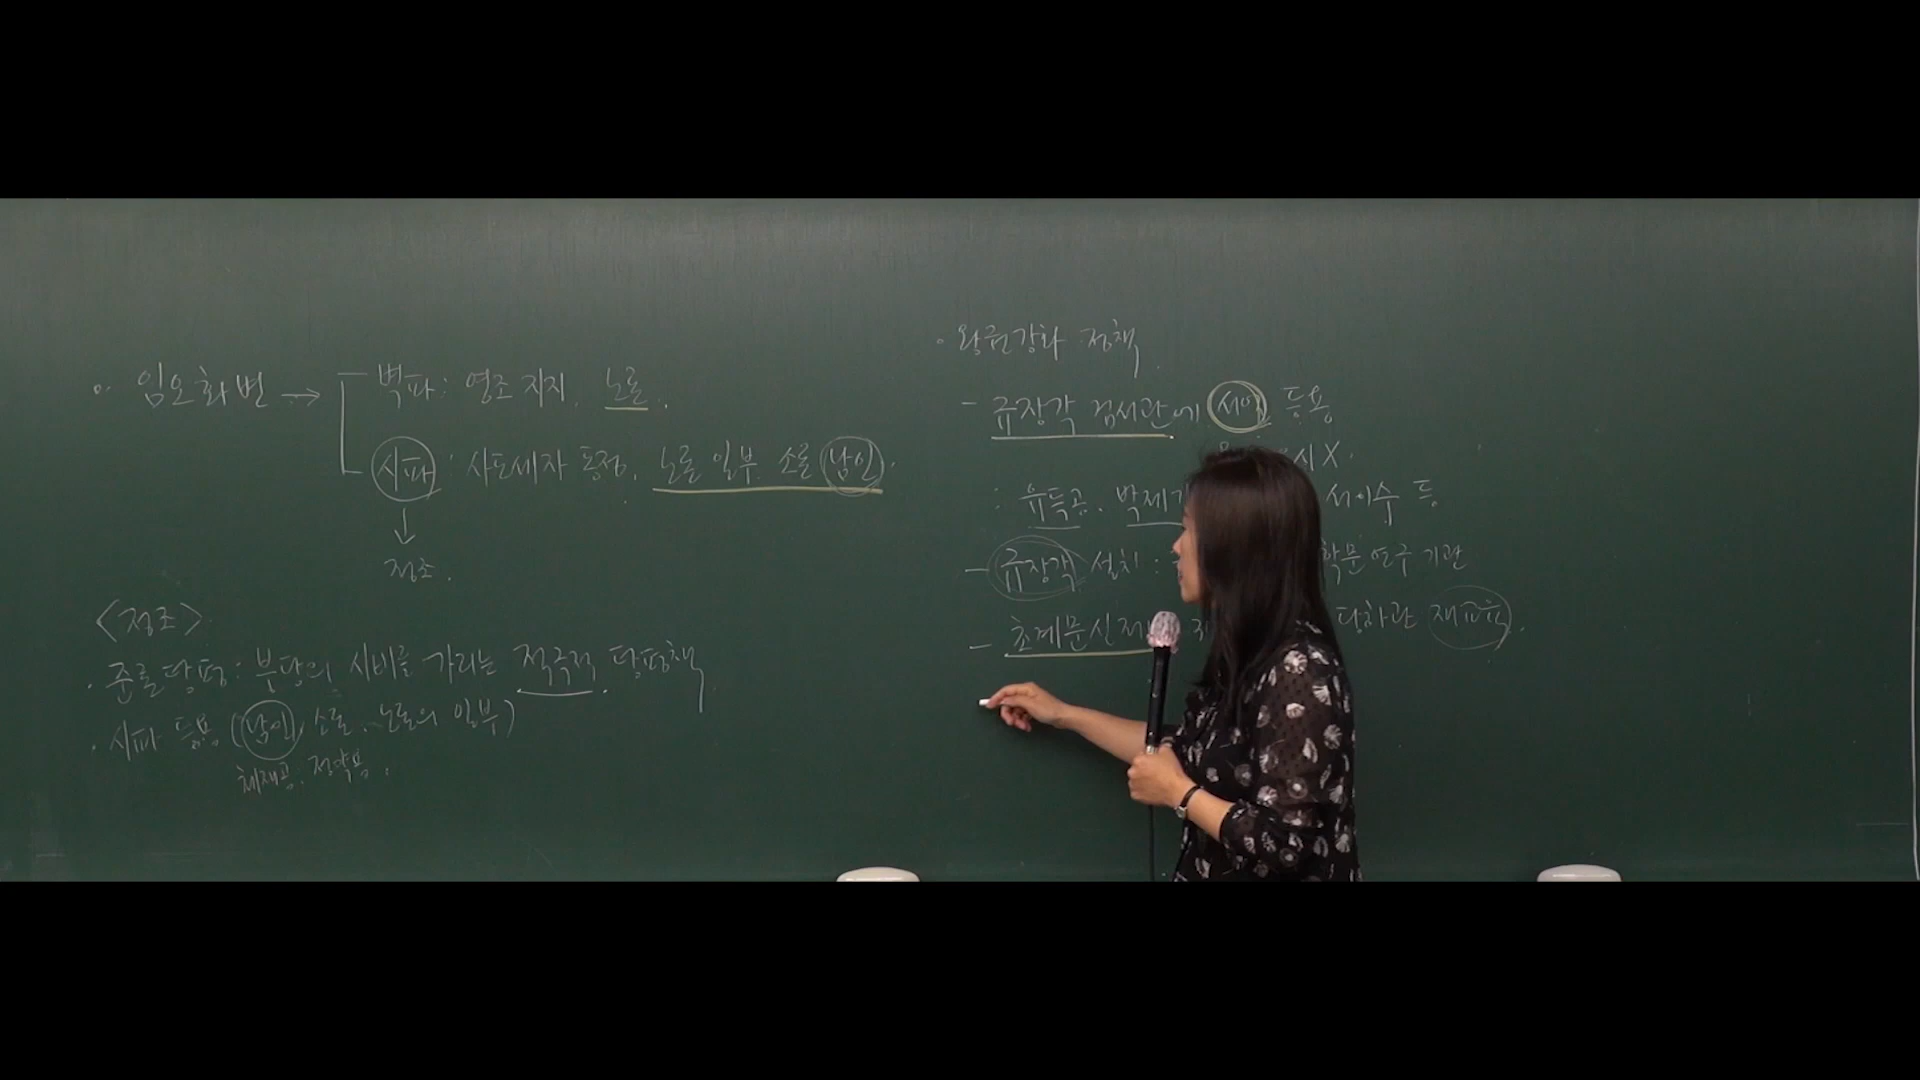 임오화변 → 벽파 : 영조 지지. 노론.
시파 : 사도세자 동정. 노론 일부 소론 남인.
↓
정조.
<정조>
· 준론탕평 : 붕당의 시비를 가리는 적극적 탕평책
· 시파 등용 (남인, 소론, 노론의 일부)
채제공. 정약용.
· 왕권강화 정책.
- 규장각 검서관에 서얼 등용
시X.
: 유득공. 박제가 서이수 등
- 규장각 설치 : 학문연구 기관
- 초계문신제 당하관 재교육.